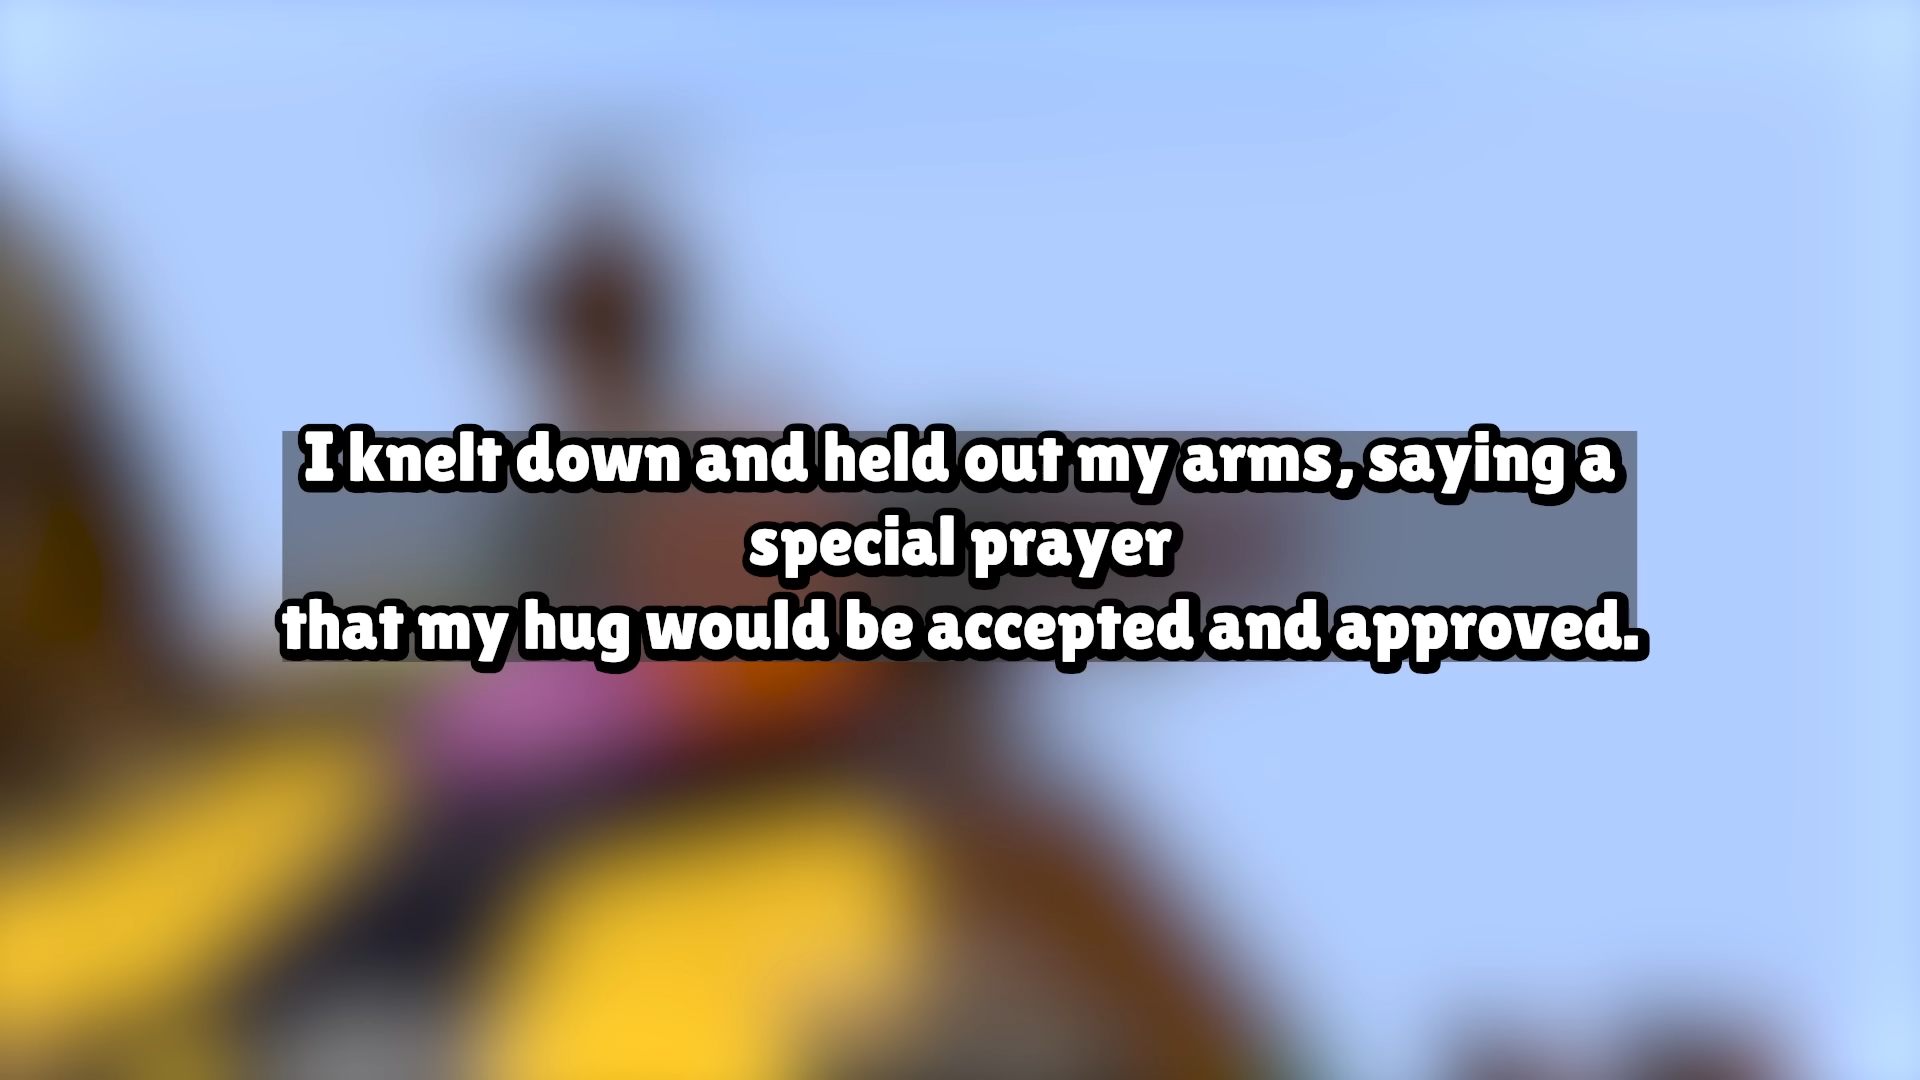 I knelt down and held out my arms, saying a
special prayer
that my hug would be accepted and approved.